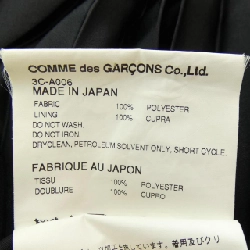 COMME des GARÇONS Co.,Ltd.
3C-A006
MADE IN JAPAN
FABRIC 100% POLYESTER
LINING 100% CUPRA
DO NOT WASH
DO NOT IRON
DRYCLEAN, PETROLEUM SOLVENT ONLY, SHORT CYCLE.
FABRIQUE AU JAPON
TISSU 100% POLYESTER
DOUBLURE 100% CUPRO